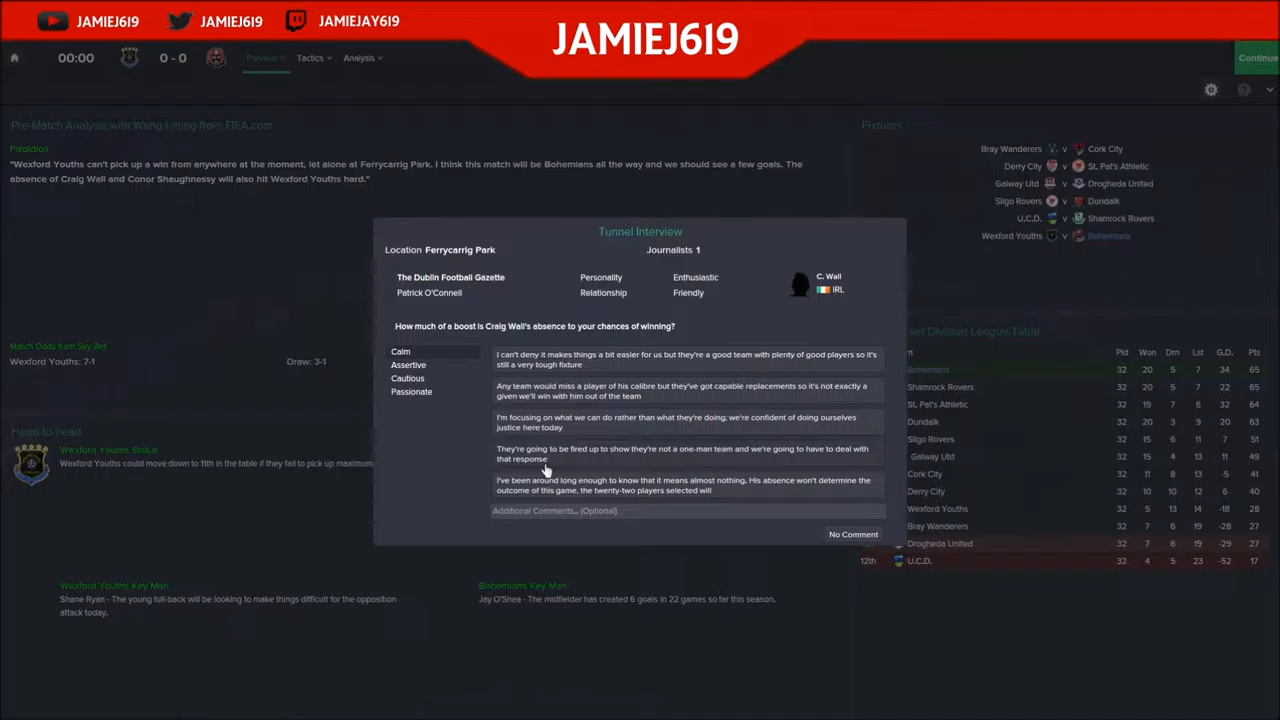 JAMIEJ619
JAMIEJ619
JAMIEJAY619
JAMIEJ619
00:00
0 - 0
Preview
Tactics
Analysis
Continue
Pre-Match Analysis with Wang I-ming from FIFA.com
Prediction
"Wexford Youths can't pick up a win from anywhere at the moment, let alone at Ferrycarrig Park. I think this match will be Bohemians all the way and we should see a few goals. The
absence of Craig Wall and Conor Shaughnessy will also hit Wexford Youths hard."
Fixtures
Bray Wanderers v Cork City
Derry City v St. Pat's Athletic
Galway Utd v Drogheda United
Sligo Rovers v Dundalk
U.C.D. v Shamrock Rovers
Wexford Youths v Bohemians
Tunnel Interview
Location Ferrycarrig Park
Journalists 1
The Dublin Football Gazette
Personality
Enthusiastic
C. Wall
Patrick O'Connell
Relationship
Friendly
IRL
How much of a boost is Craig Wall's absence to your chances of winning?
Calm
Assertive
Cautious
Passionate
I can't deny it makes things a bit easier for us but they're a good team with plenty of good players so it's
still a very tough fixture
Any team would miss a player of his calibre but they've got capable replacements so it's not exactly a
given we'll win with him out of the team
I'm focusing on what we can do rather than what they're doing; we're confident of doing ourselves
justice here today
They're going to be fired up to show they're not a one-man team and we're going to have to deal with
that response
I've been around long enough to know that it means almost nothing. His absence won't determine the
outcome of this game, the twenty-two players selected will
Additional Comments... (Optional)
No Comment
Match Odds from Sky Bet
Wexford Youths: 7-1
Draw: 3-1
Head-to-head
Wexford Youths Status
Wexford Youths could move down to 11th in the table if they fail to pick up maximum
Wexford Youths Key Man
Shane Ryan - The young full-back will be looking to make things difficult for the opposition
attack today.
Bohemians Key Man
Jay O'Shea - The midfielder has created 6 goals in 22 games so far this season.
Division League Table
Pld Won Drn Lst G.D. Pts
Bohemians 32 20 5 7 34 65
Shamrock Rovers 32 20 5 7 22 65
St. Pat's Athletic 32 19 7 6 32 64
Dundalk 32 20 3 9 20 63
Sligo Rovers 32 15 6 11 7 51
Galway Utd 32 15 4 13 11 49
Cork City 32 11 8 13 -5 41
Derry City 32 10 10 12 6 40
Wexford Youths 32 5 13 14 -18 28
Bray Wanderers 32 7 6 19 -28 27
Drogheda United 32 7 6 19 -29 27
12th U.C.D. 32 4 5 23 -52 17